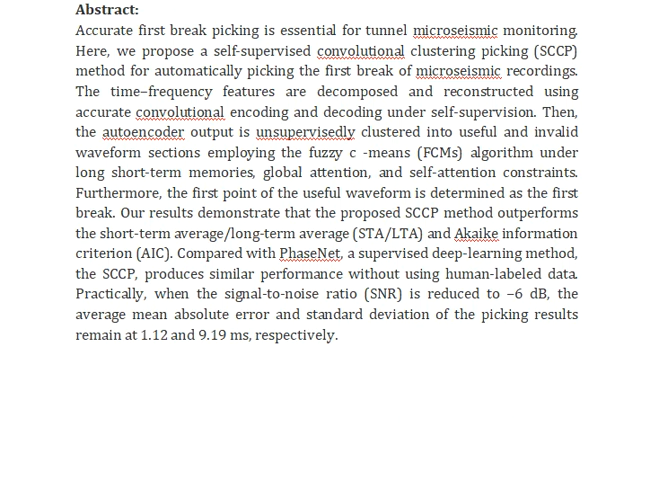 Abstract:
Accurate first break picking is essential for tunnel microseismic monitoring.
Here, we propose a self-supervised convolutional clustering picking (SCCP)
method for automatically picking the first break of microseismic recordings.
The time–frequency features are decomposed and reconstructed using
accurate convolutional encoding and decoding under self-supervision. Then,
the autoencoder output is unsupervisedly clustered into useful and invalid
waveform sections employing the fuzzy c -means (FCMs) algorithm under
long short-term memories, global attention, and self-attention constraints.
Furthermore, the first point of the useful waveform is determined as the first
break. Our results demonstrate that the proposed SCCP method outperforms
the short-term average/long-term average (STA/LTA) and Akaike information
criterion (AIC). Compared with PhaseNet, a supervised deep-learning method,
the SCCP, produces similar performance without using human-labeled data.
Practically, when the signal-to-noise ratio (SNR) is reduced to –6 dB, the
average mean absolute error and standard deviation of the picking results
remain at 1.12 and 9.19 ms, respectively.